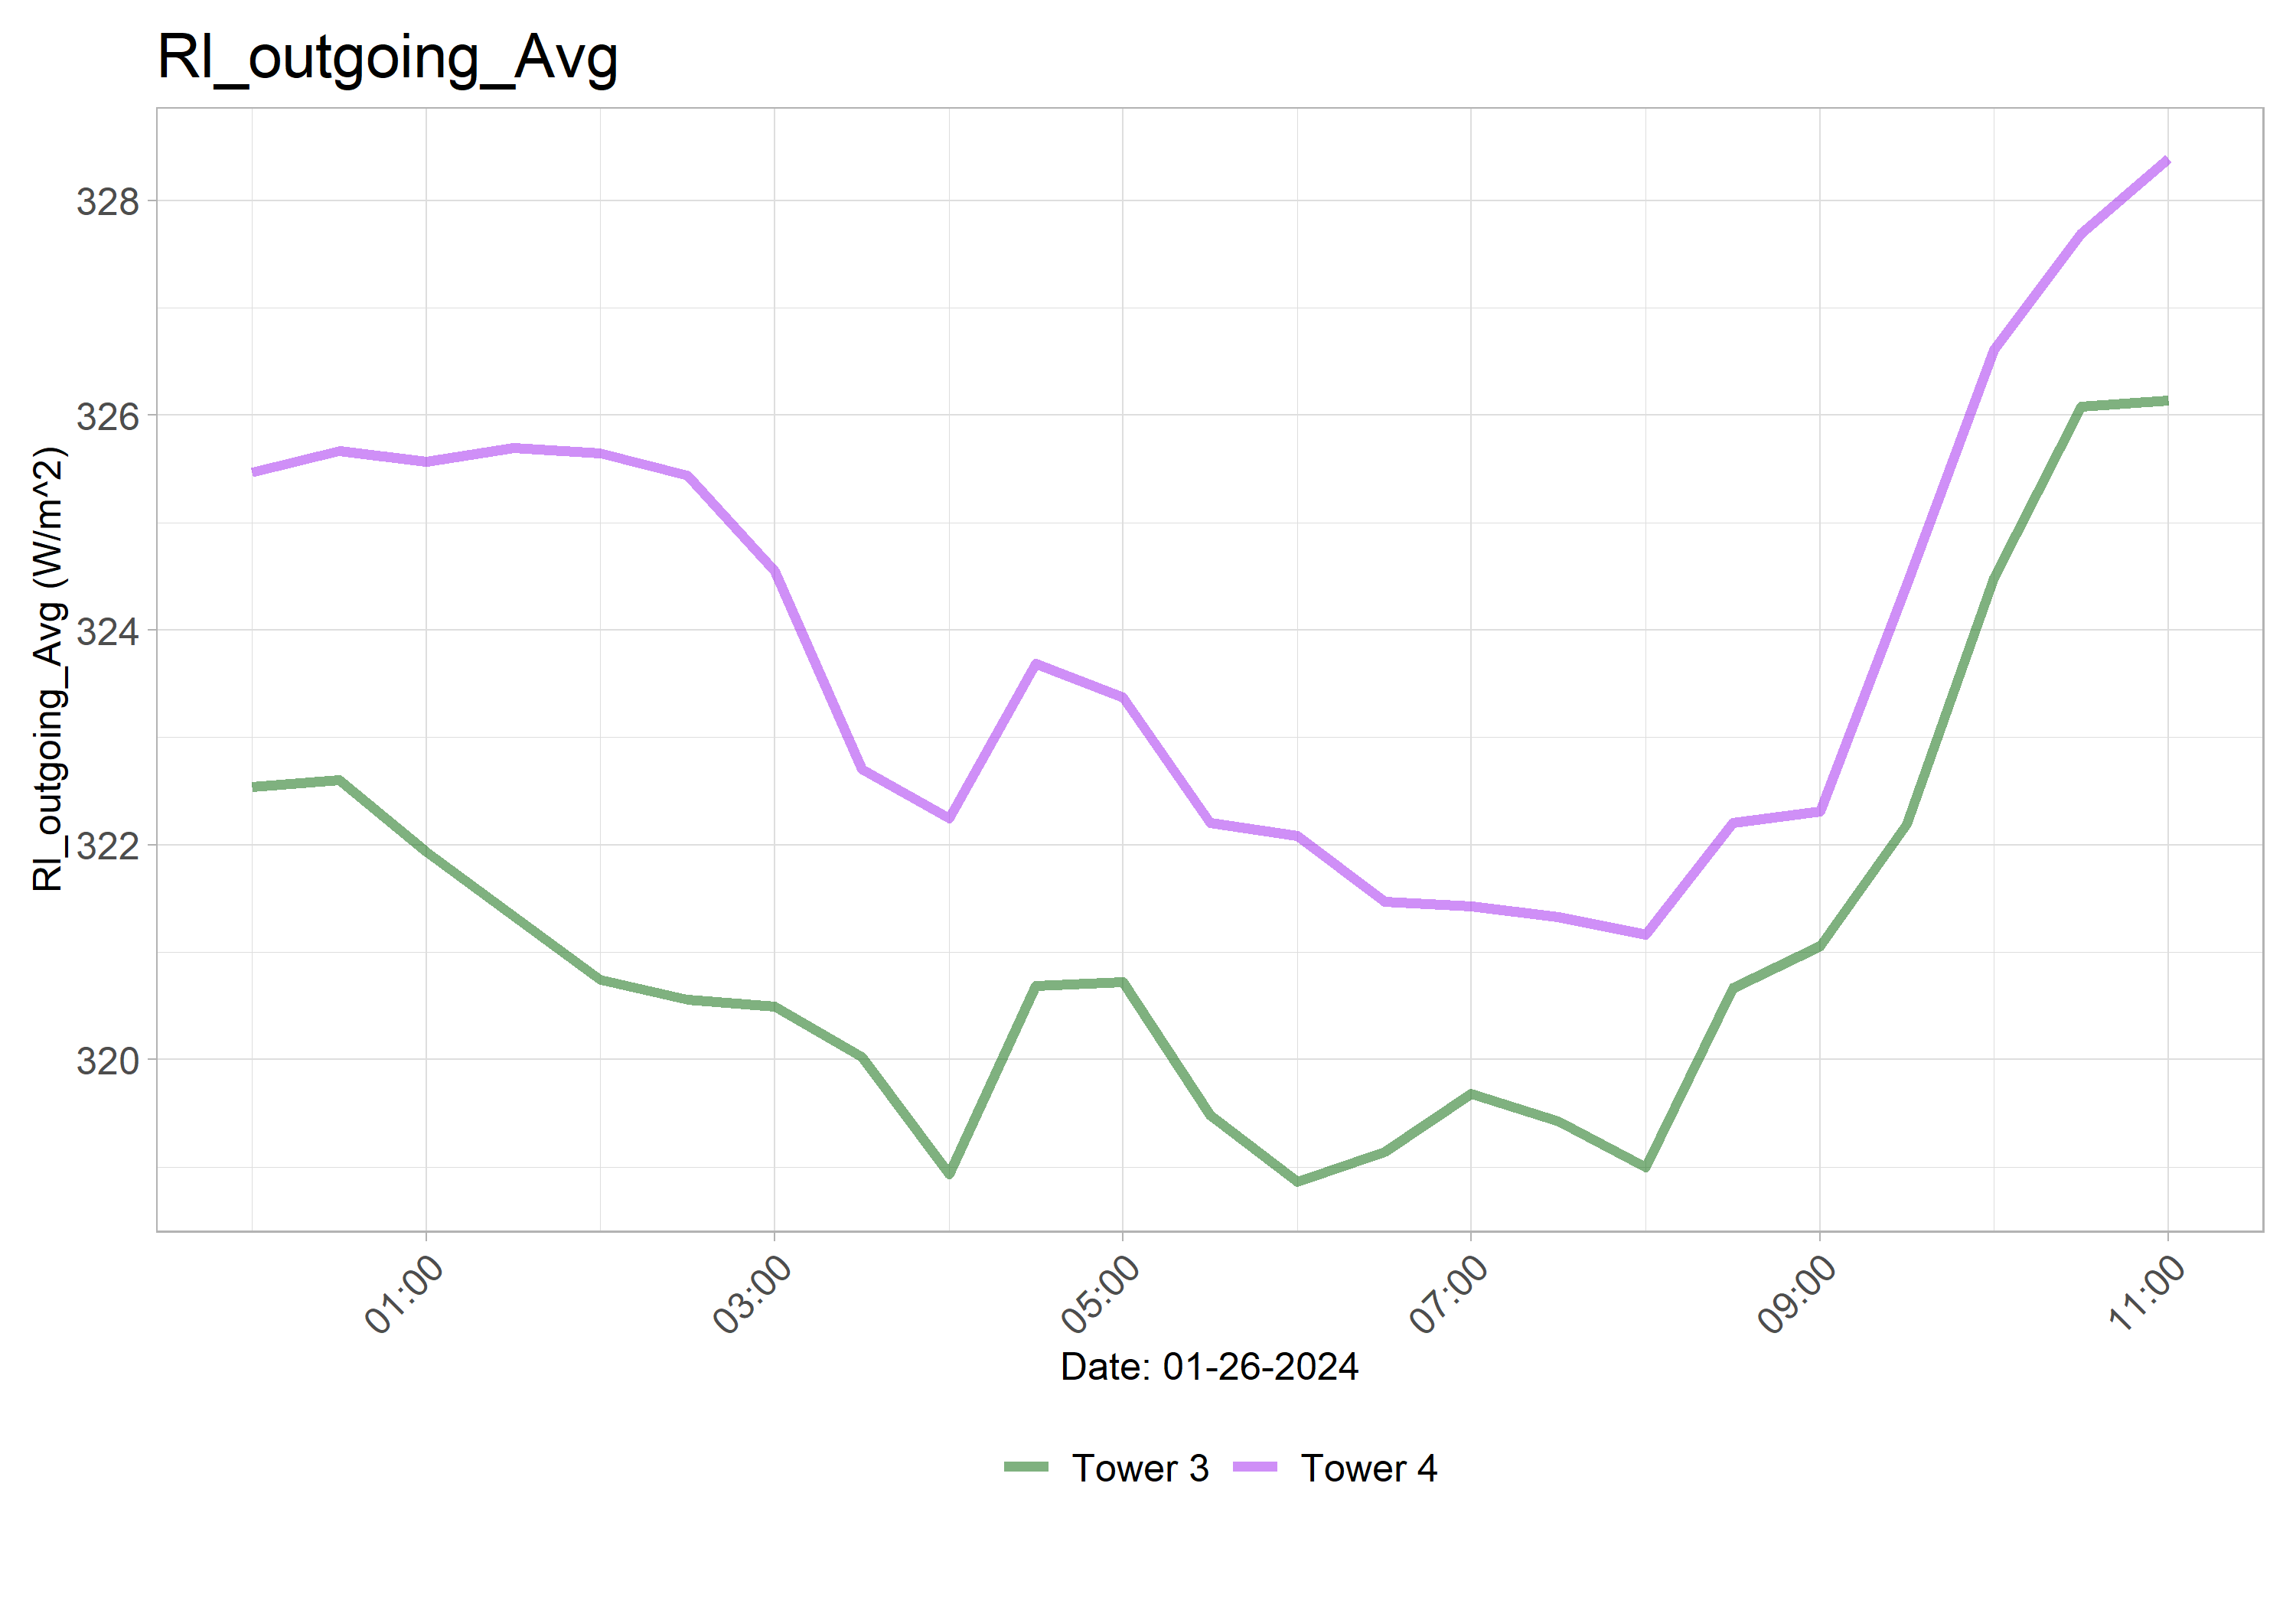 Rl_outgoing_Avg
Rl_outgoing_Avg (W/m^2)
328
326
324
322
320
01:00
03:00
05:00
07:00
09:00
11:00
Date: 01-26-2024
Tower 3
Tower 4